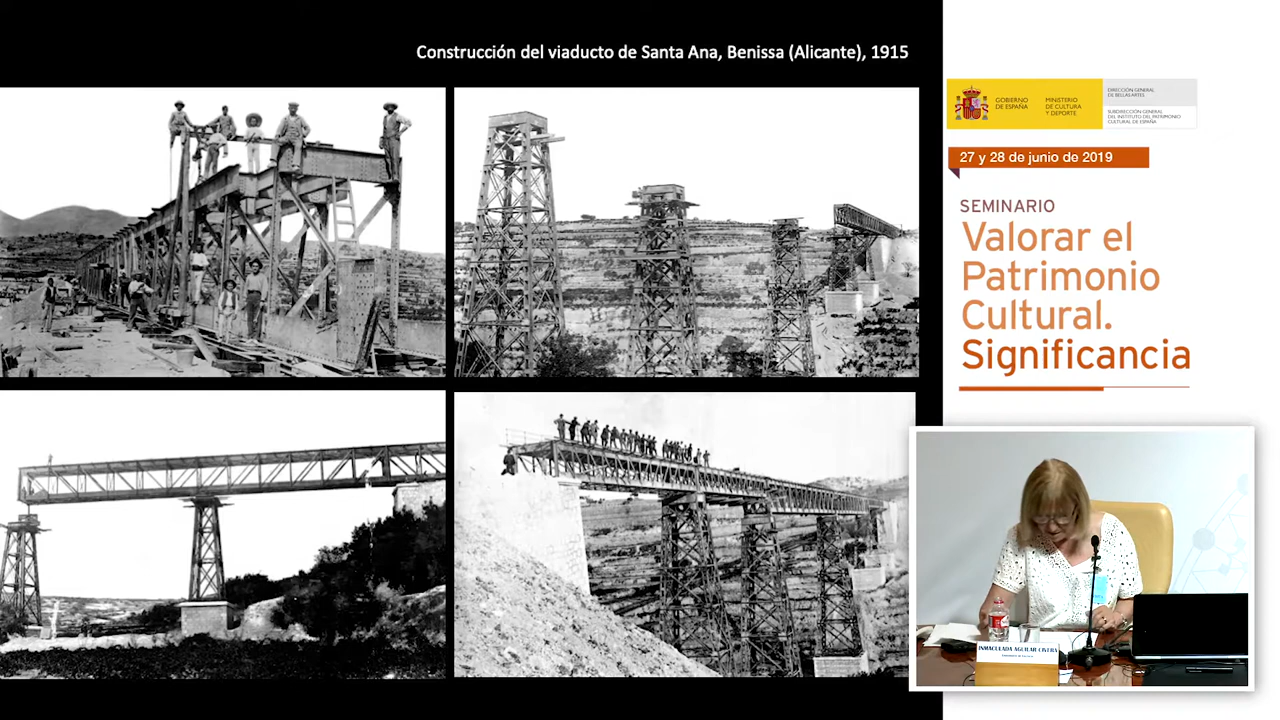 Construcción del viaducto de Santa Ana, Benissa (Alicante), 1915
GOBIERNO
DE ESPAÑA
MINISTERIO
DE CULTURA
Y DEPORTE
DIRECCIÓN GENERAL
DE BELLAS ARTES
SUBDIRECCIÓN GENERAL
DEL INSTITUTO DEL PATRIMONIO
CULTURAL DE ESPAÑA
27 y 28 de junio de 2019
SEMINARIO
Valorar el
Patrimonio
Cultural.
Significancia
INMACULADA AGUILAR CIVERA